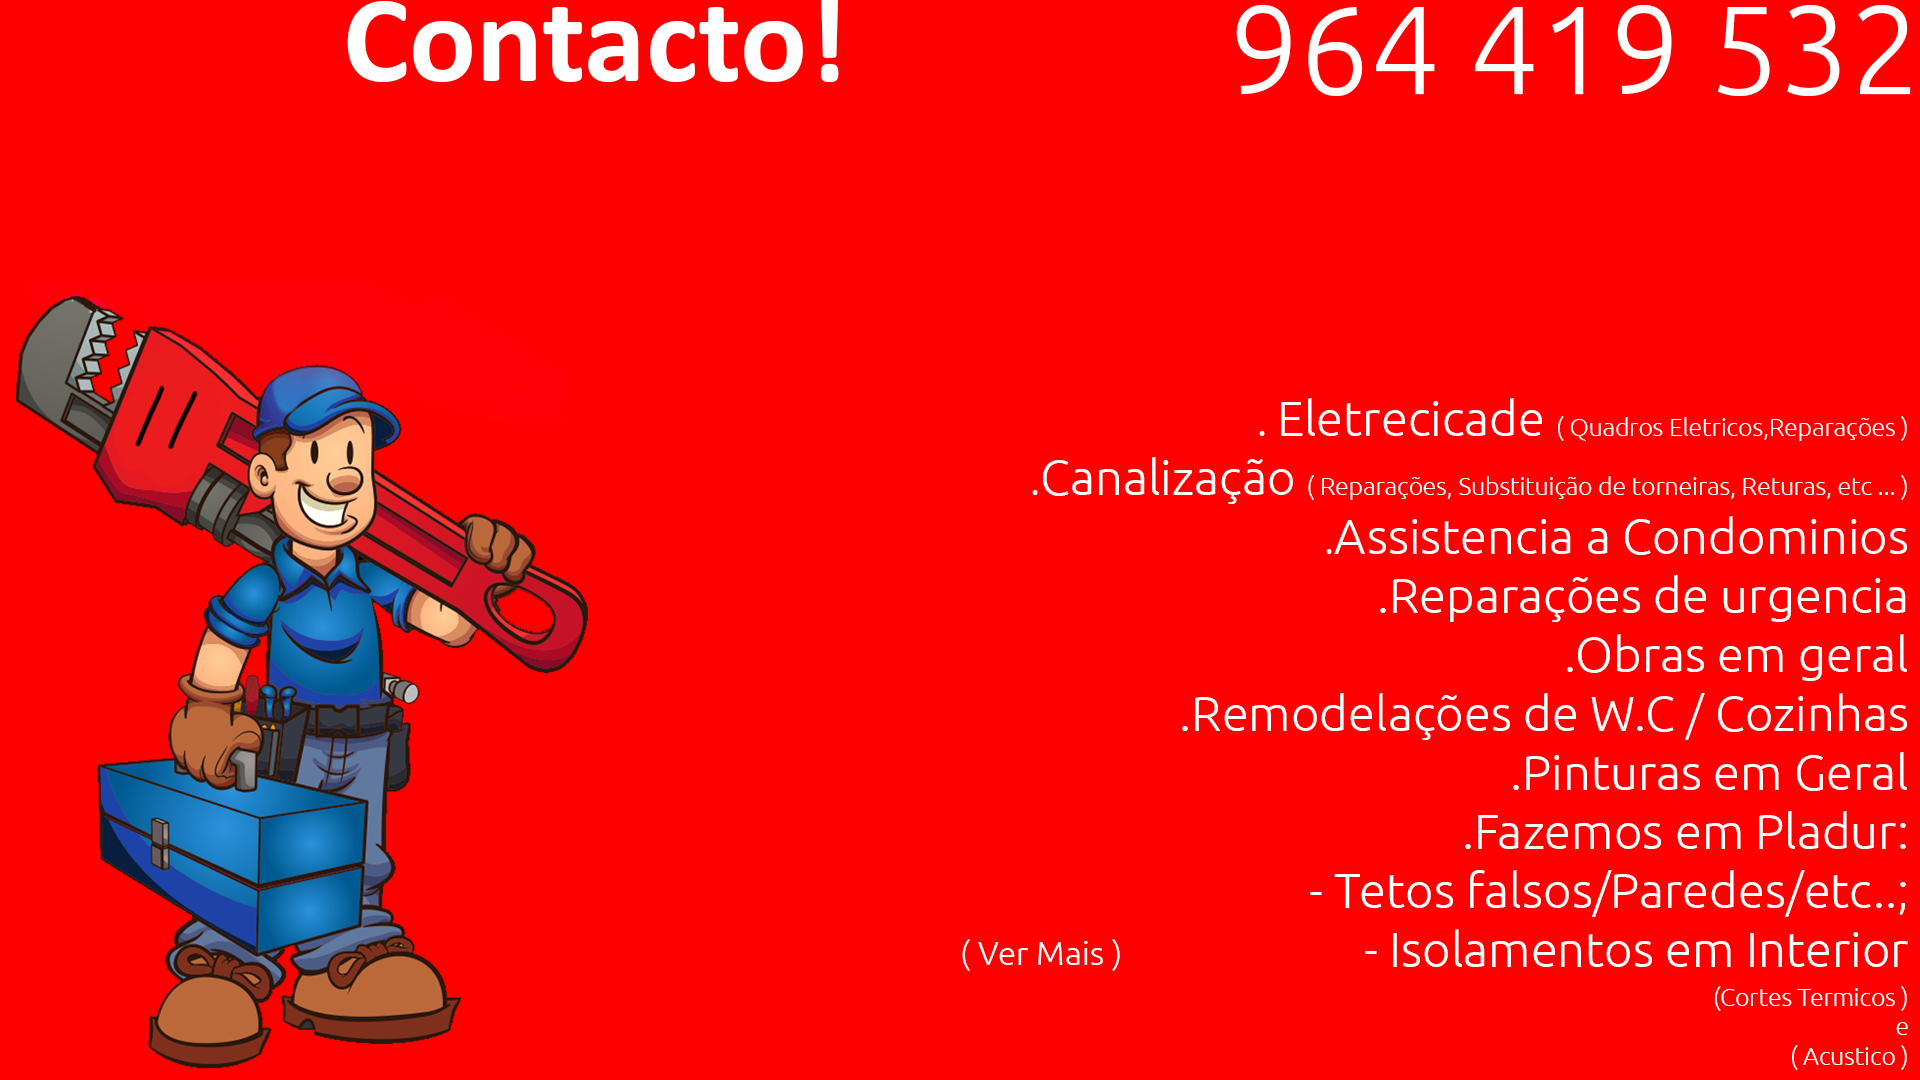 Contacto!
964 419 532
. Eletrecicade ( Quadros Eletricos,Reparações )
.Canalização ( Reparações, Substituição de torneiras, Returas, etc ... )
.Assistencia a Condominios
.Reparações de urgencia
.Obras em geral
.Remodelações de W.C / Cozinhas
.Pinturas em Geral
.Fazemos em Pladur:
- Tetos falsos/Paredes/etc..;
- Isolamentos em Interior
( Ver Mais )
(Cortes Termicos )
e
( Acustico )